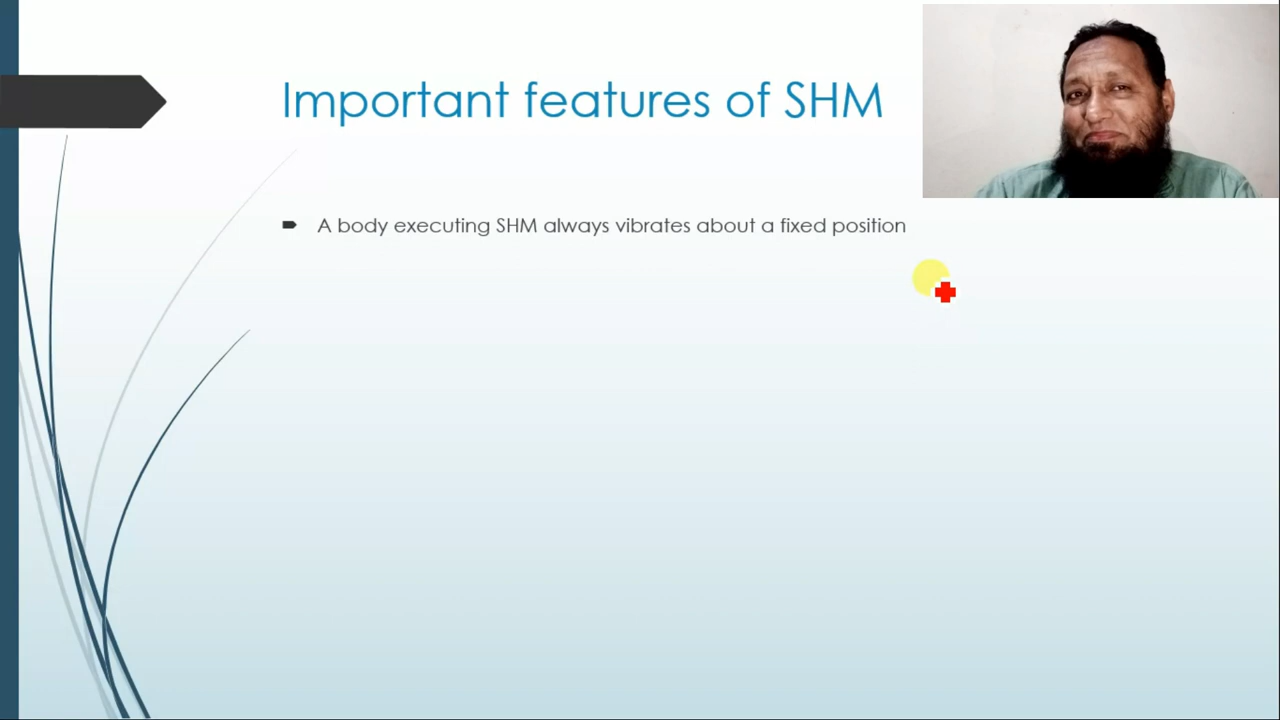 Important features of SHM
A body executing SHM always vibrates about a fixed position